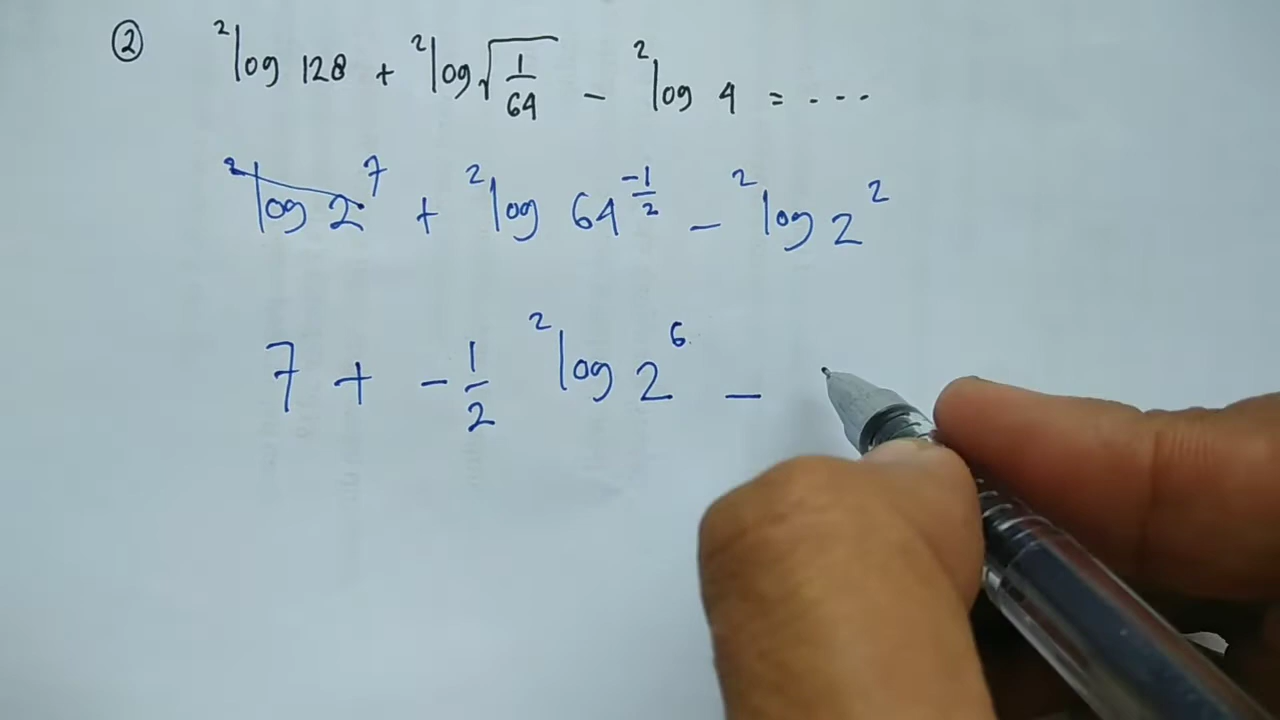 ② ²log 128 + ²log √(1/64) − ²log 4 = ...
²log 2⁷ + ²log 64^(−1/2) − ²log 2²
7 + −1/2 ²log 2⁶ −